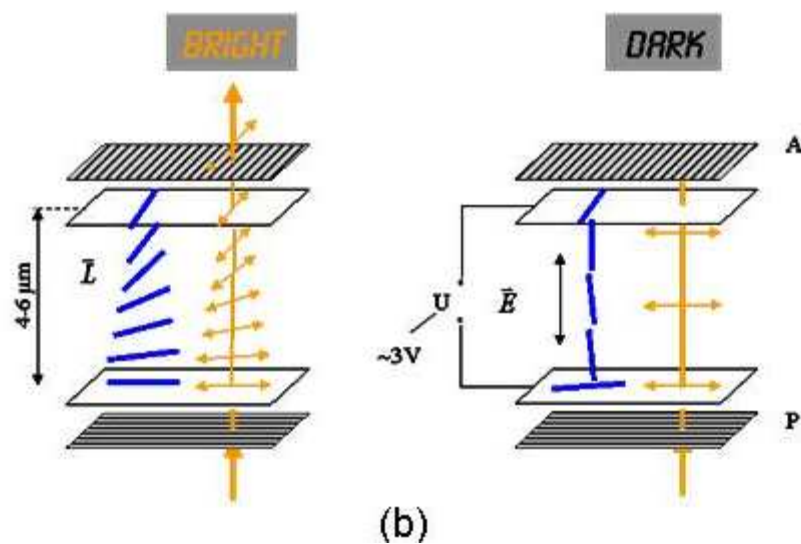 BRIGHT
DARK
A
4-6 μm
L̄
U
E⃗
~3V
P
(b)